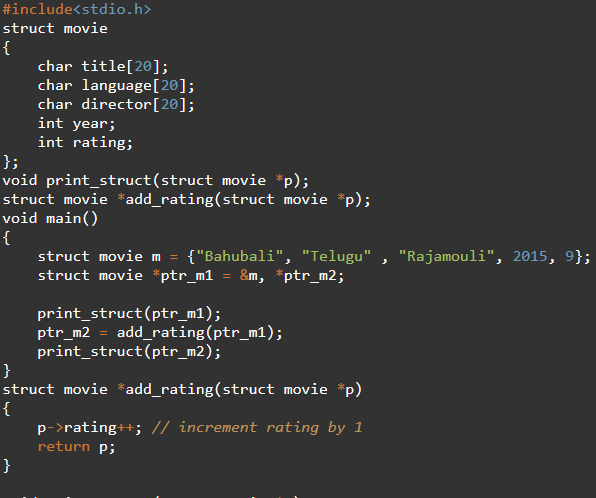 #include<stdio.h>
struct movie
{
    char title[20];
    char language[20];
    char director[20];
    int year;
    int rating;
};
void print_struct(struct movie *p);
struct movie *add_rating(struct movie *p);
void main()
{
    struct movie m = {"Bahubali", "Telugu" , "Rajamouli", 2015, 9};
    struct movie *ptr_m1 = &m, *ptr_m2;

    print_struct(ptr_m1);
    ptr_m2 = add_rating(ptr_m1);
    print_struct(ptr_m2);
}
struct movie *add_rating(struct movie *p)
{
    p->rating++; // increment rating by 1
    return p;
}